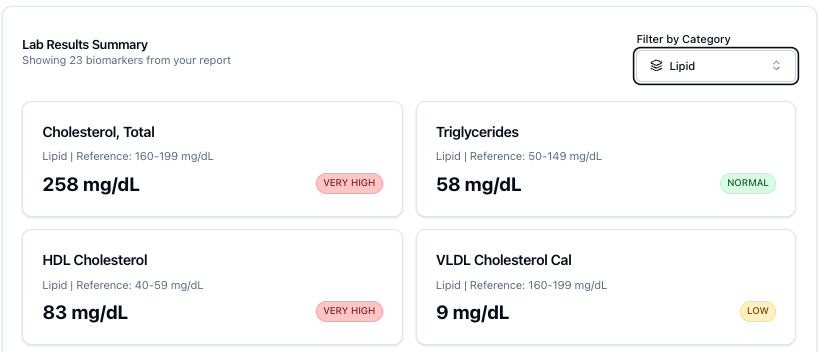 Lab Results Summary
Showing 23 biomarkers from your report
Filter by Category
Lipid
Cholesterol, Total
Lipid | Reference: 160-199 mg/dL
258 mg/dL
VERY HIGH
Triglycerides
Lipid | Reference: 50-149 mg/dL
58 mg/dL
NORMAL
HDL Cholesterol
Lipid | Reference: 40-59 mg/dL
83 mg/dL
VERY HIGH
VLDL Cholesterol Cal
Lipid | Reference: 160-199 mg/dL
9 mg/dL
LOW